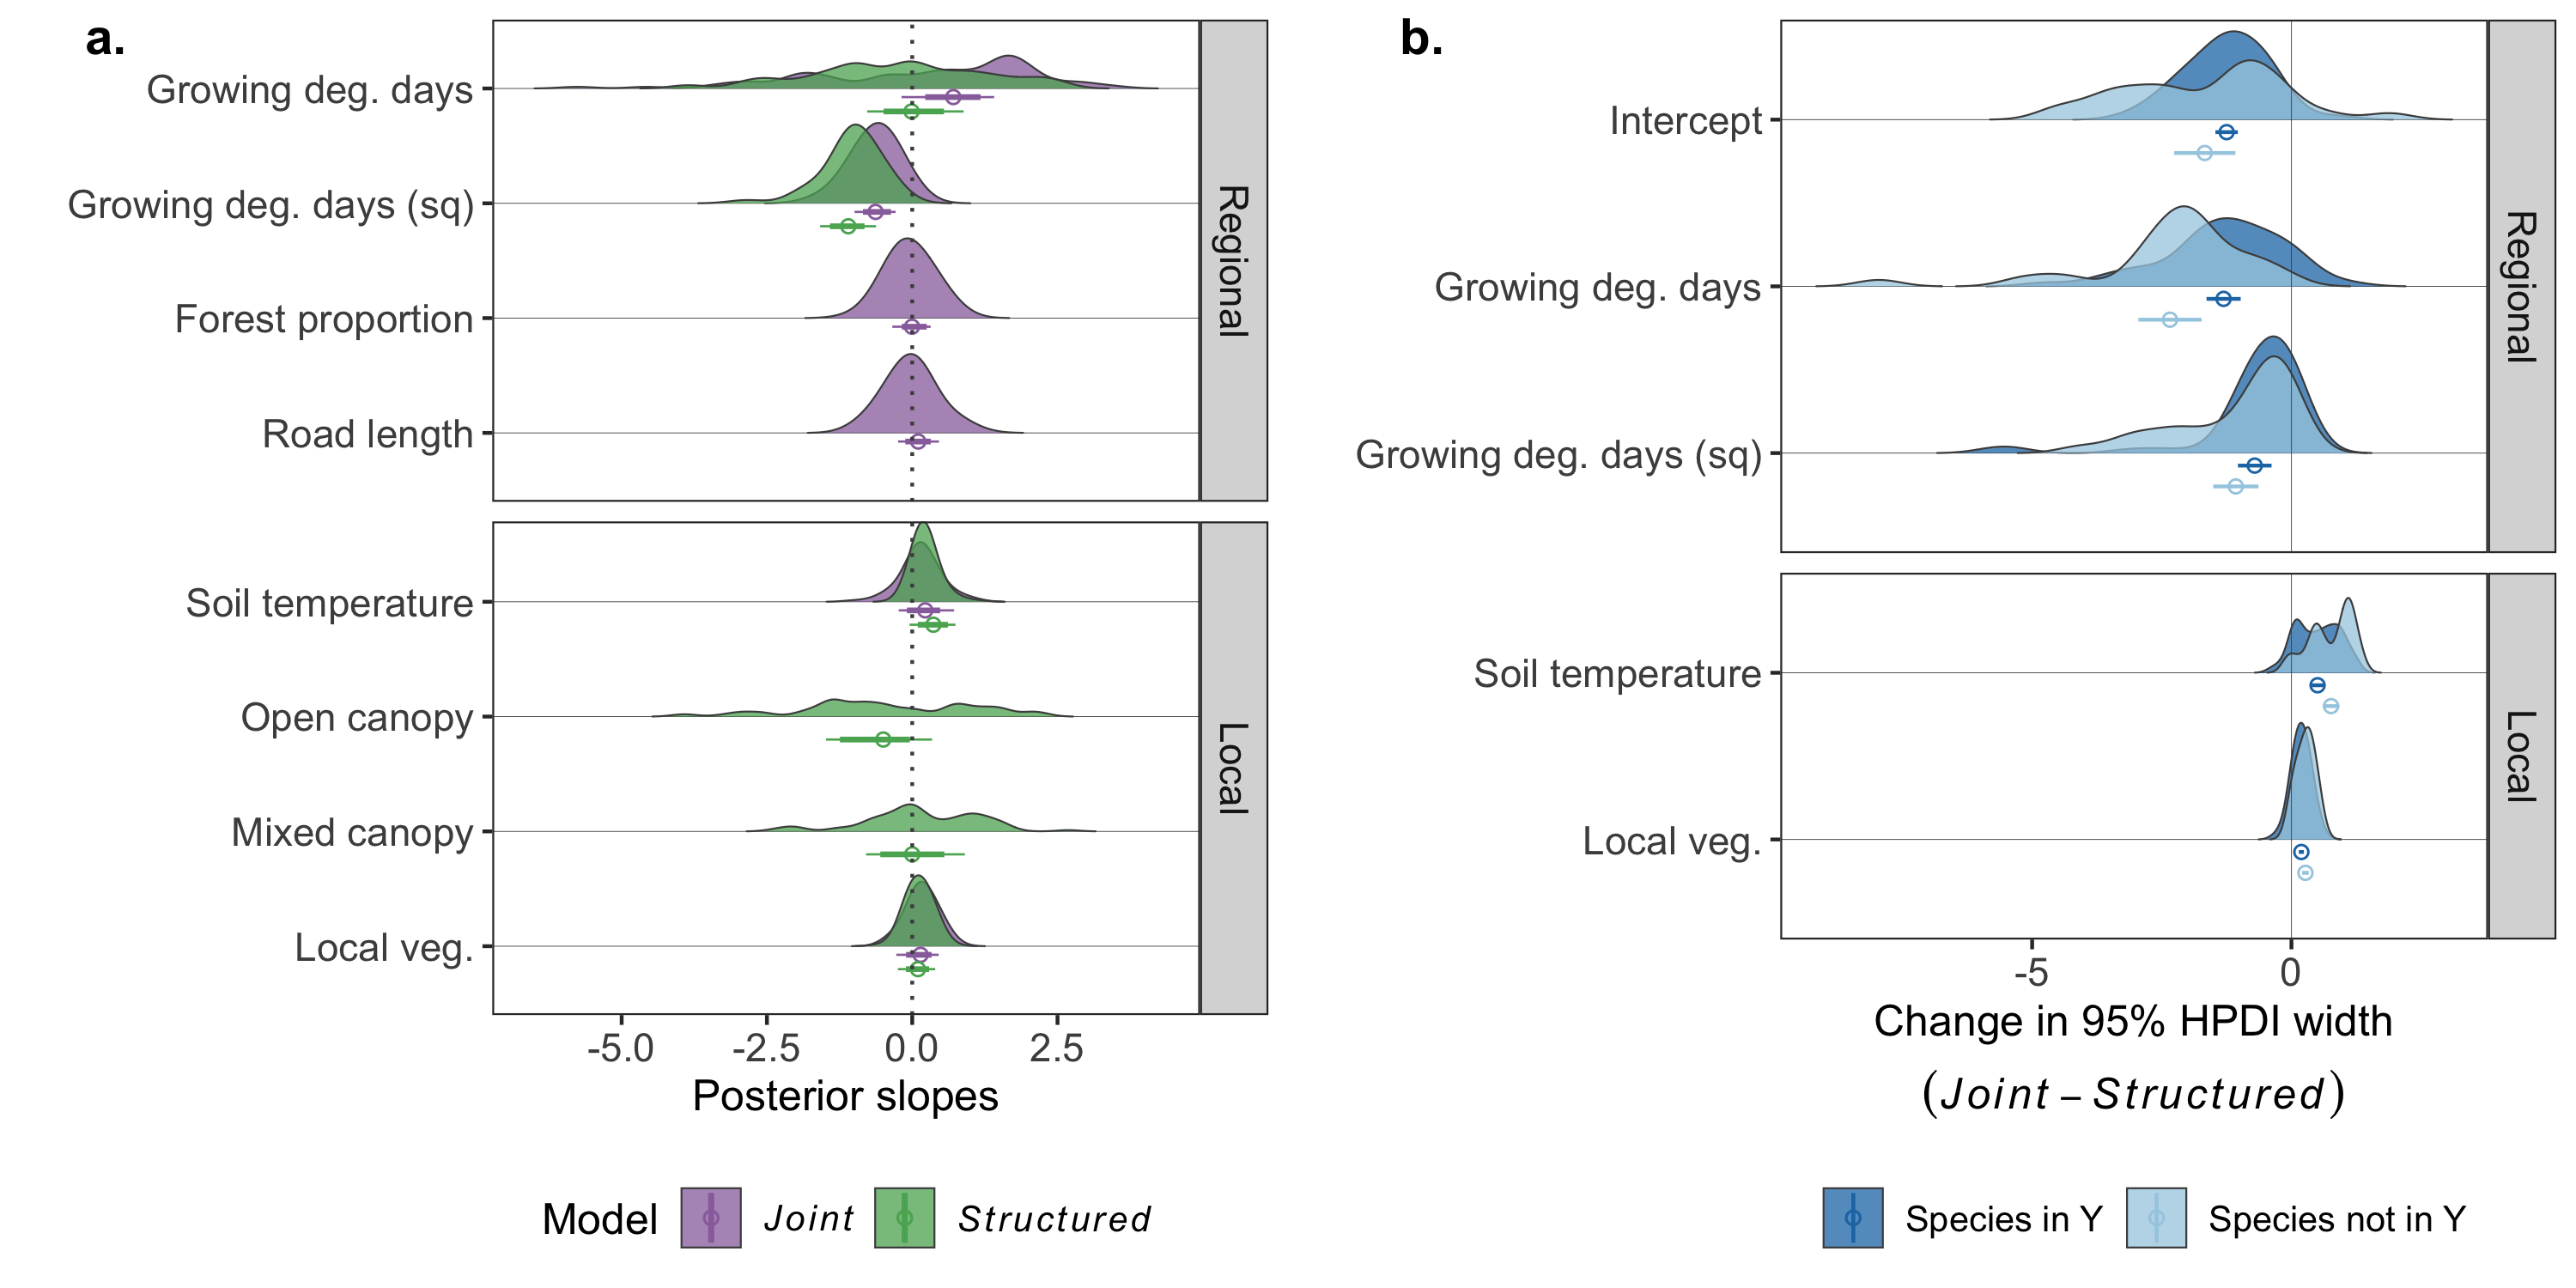 a.
Growing deg. days
Growing deg. days (sq)
Forest proportion
Road length
Regional
Soil temperature
Open canopy
Mixed canopy
Local veg.
Local
-5.0 -2.5 0.0 2.5
Posterior slopes
Model Joint Structured
b.
Intercept
Growing deg. days
Growing deg. days (sq)
Regional
Soil temperature
Local veg.
Local
-5 0
Change in 95% HPDI width
(Joint – Structured)
Species in Y Species not in Y